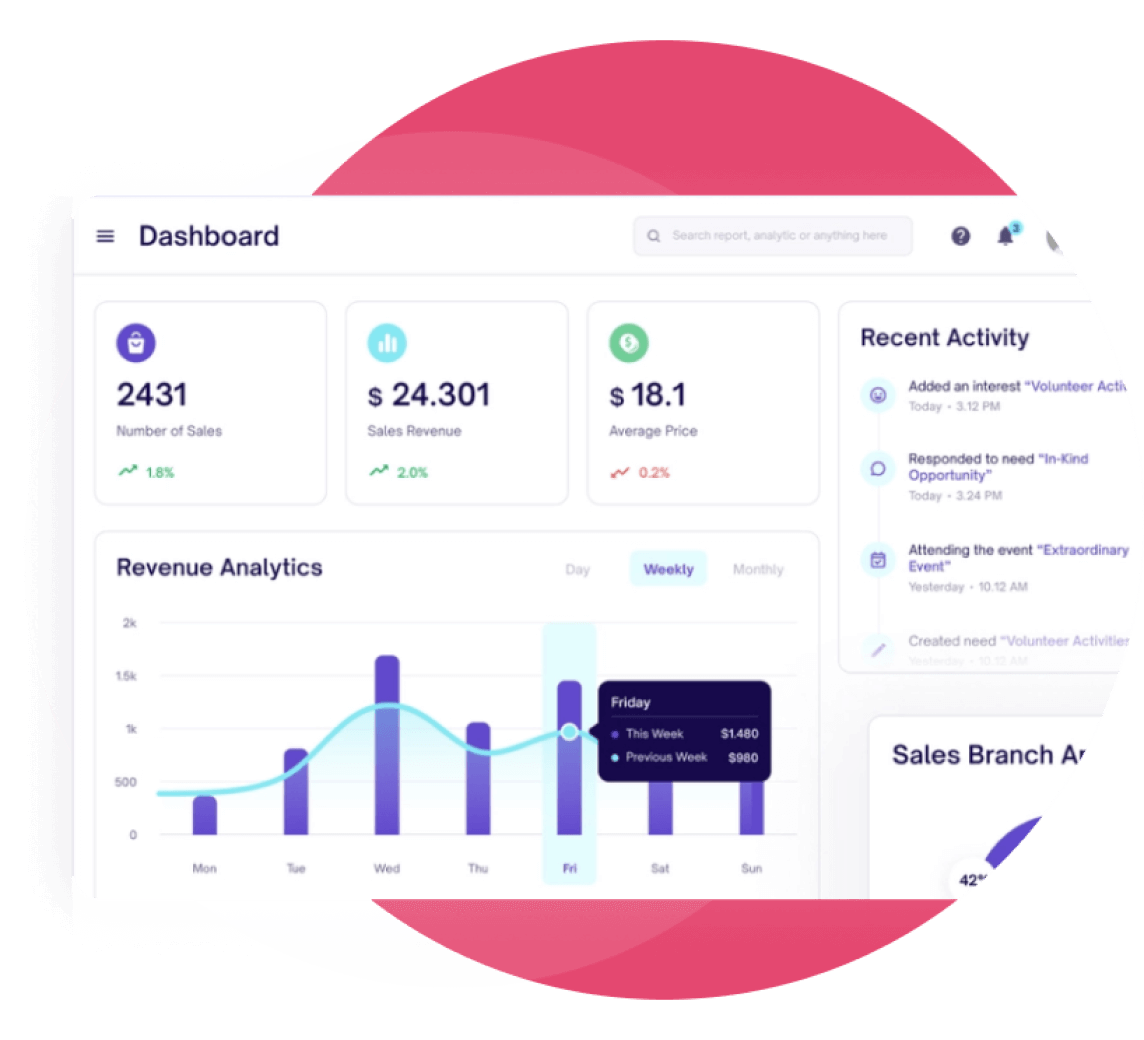 Dashboard
Search report, analytic or anything here
3
2431
Number of Sales
1.8%
$ 24.301
Sales Revenue
2.0%
$ 18.1
Average Price
0.2%
Recent Activity
Added an interest “Volunteer Activ
Today • 3.12 PM
Responded to need “In-Kind
Opportunity”
Today • 3.24 PM
Attending the event “Extraordinary
Event”
Yesterday • 10.12 AM
Created need “Volunteer Activities
Yesterday • 10.12 AM
Revenue Analytics
Day
Weekly
Monthly
2k
1.5k
1k
500
0
Friday
This Week $1.480
Previous Week $980
Mon
Tue
Wed
Thu
Fri
Sat
Sun
Sales Branch A
42%